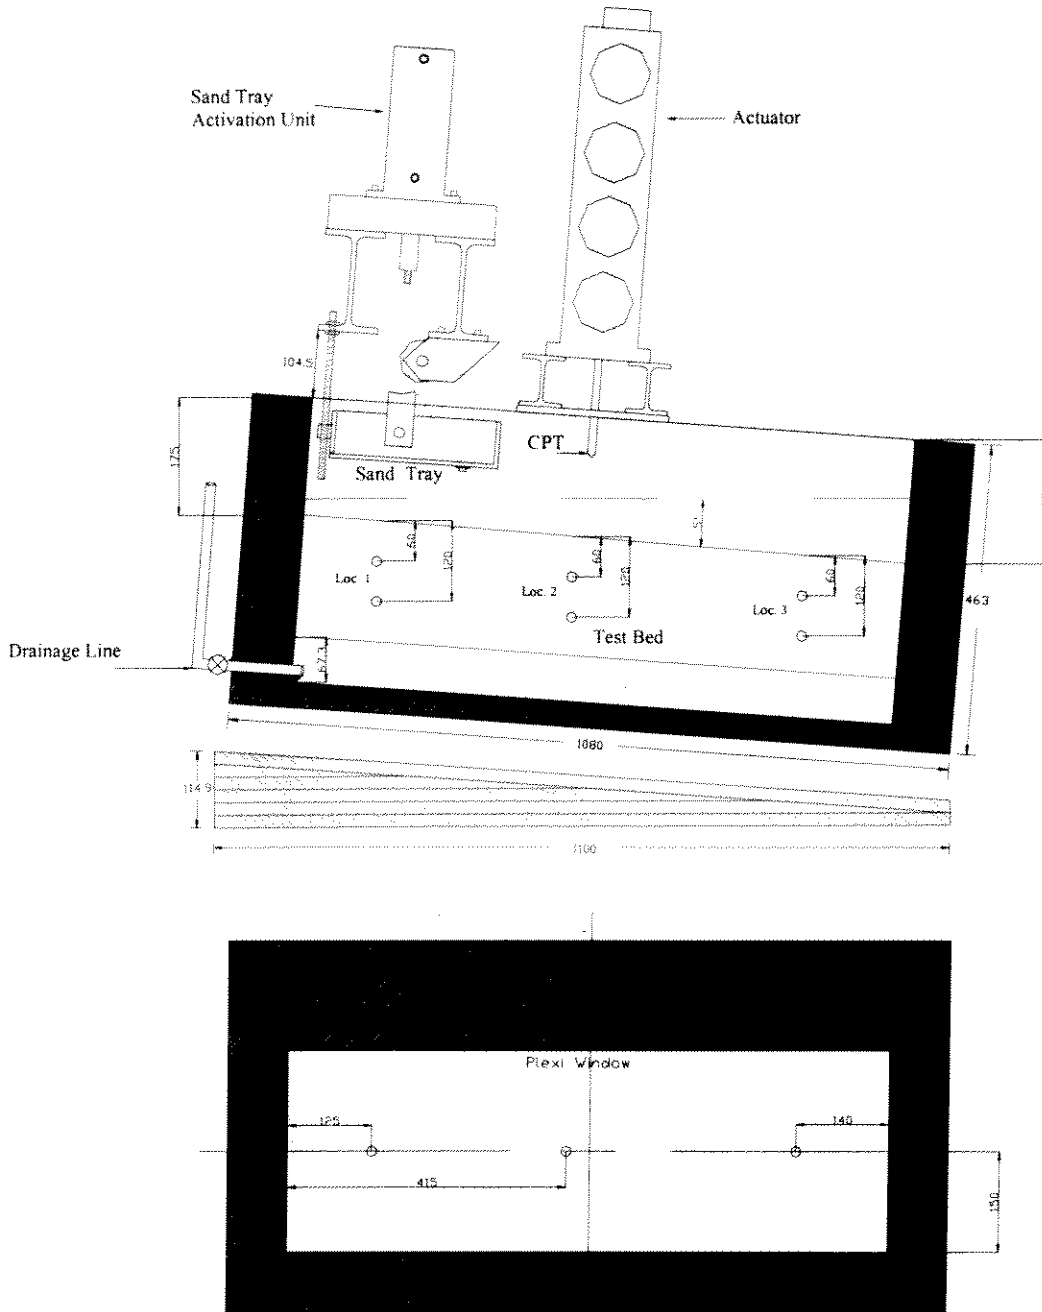 Sand Tray
Activation Unit
Actuator
104.5
175
CPT
Sand Tray
51
60
120
60
120
60
120
Loc. 1
Loc. 2
Loc. 3
463
Test Bed
Drainage Line
67.3
1080
114.9
1100
Plexi Window
125
140
415
150